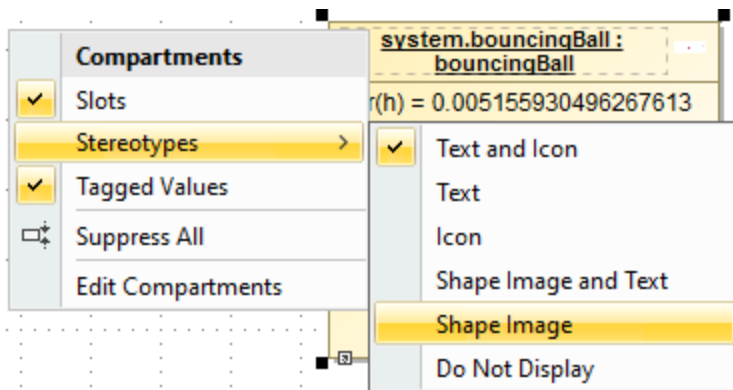 system.bouncingBall :
bouncingBall
r(h) = 0.005155930496267613
Compartments
Slots
Stereotypes
Tagged Values
Suppress All
Edit Compartments
Text and Icon
Text
Icon
Shape Image and Text
Shape Image
Do Not Display